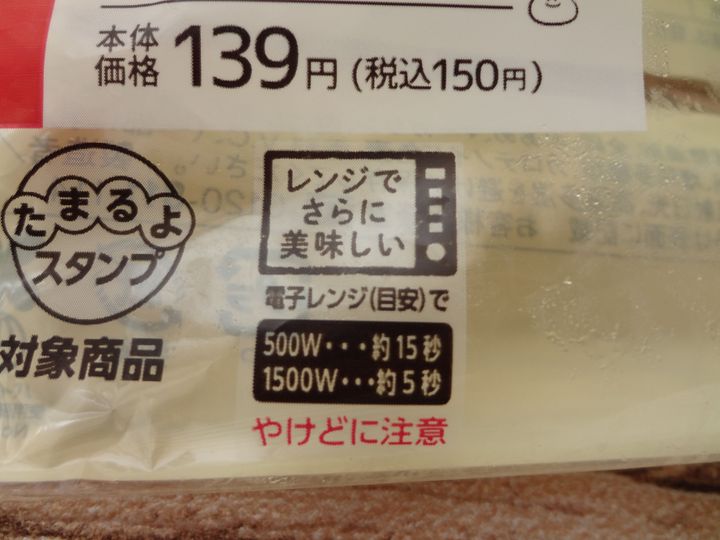 本体
価格 139円 (税込150円)
たまるよ
スタンプ
対象商品
レンジで
さらに
美味しい
電子レンジ(目安)で
500W・・・約15秒
1500W・・・約5秒
やけどに注意